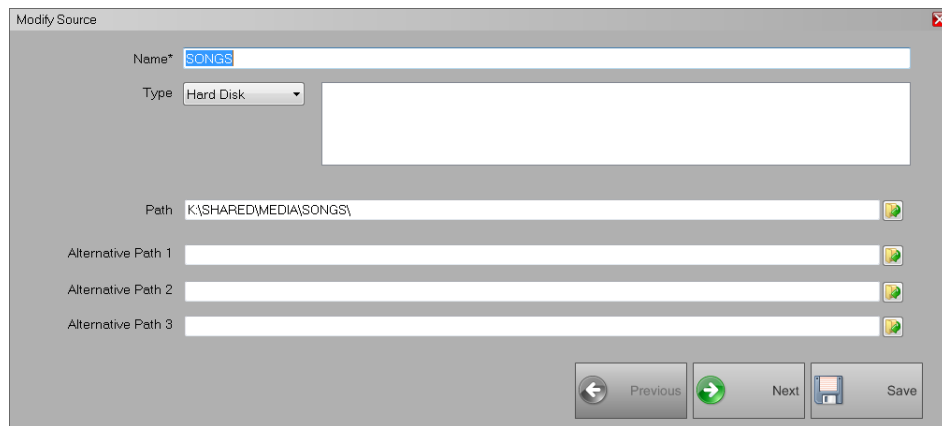 Modify Source
Name* SONGS
Type Hard Disk
Path K:\SHARED\MEDIA\SONGS\
Alternative Path 1
Alternative Path 2
Alternative Path 3
Previous Next Save